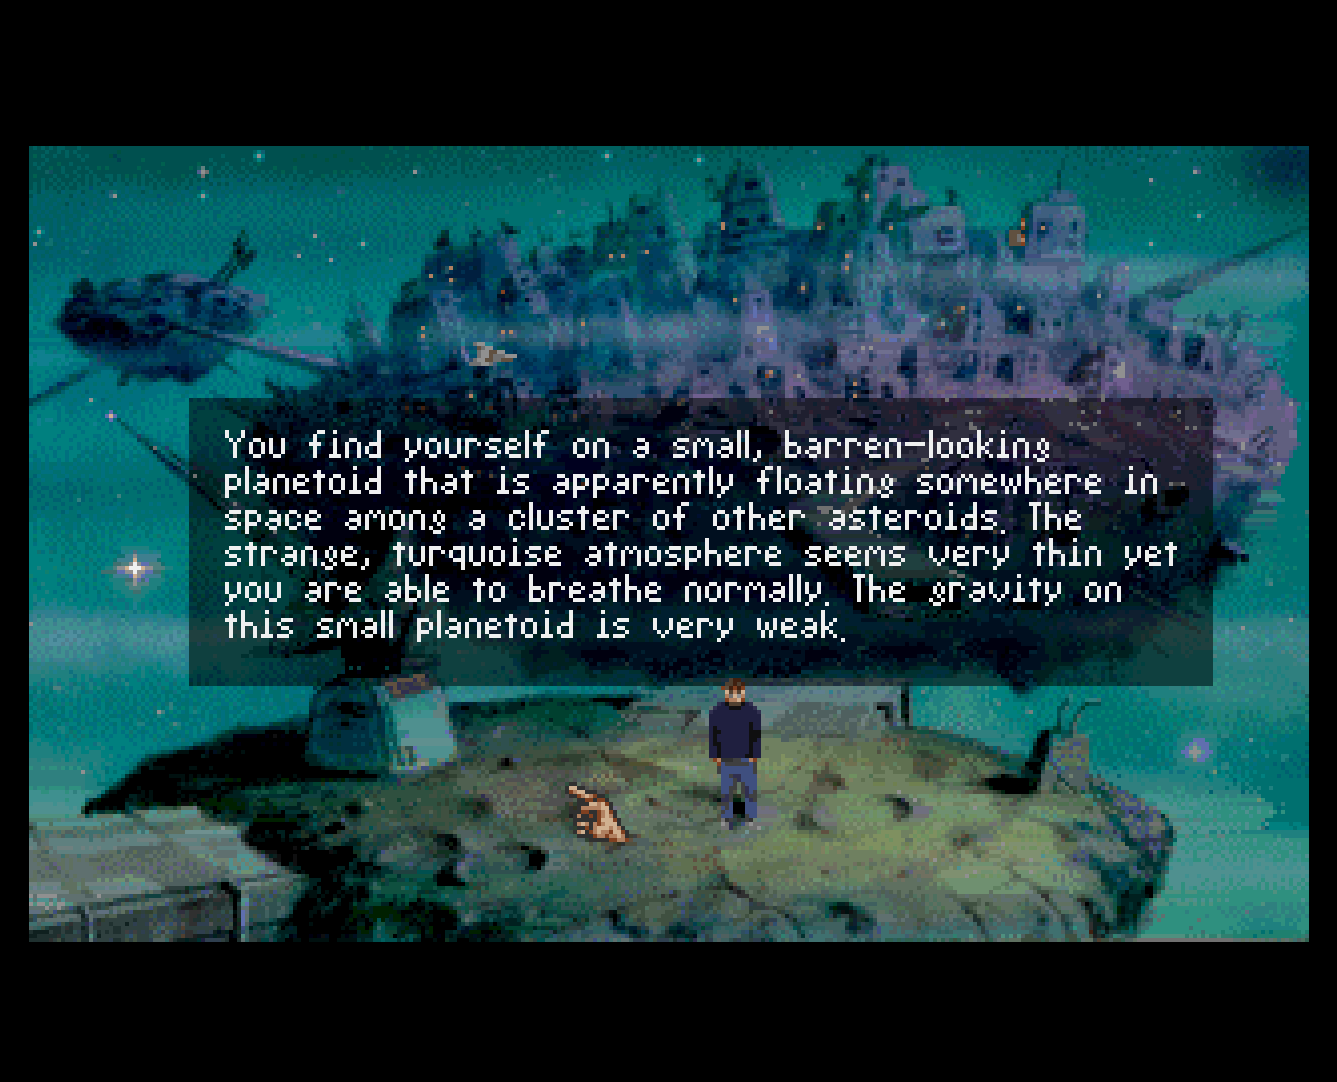 You find yourself on a small, barren-looking
planetoid that is apparently floating somewhere in
space among a cluster of other asteroids. The
strange, turquoise atmosphere seems very thin yet
you are able to breathe normally. The gravity on
this small planetoid is very weak.